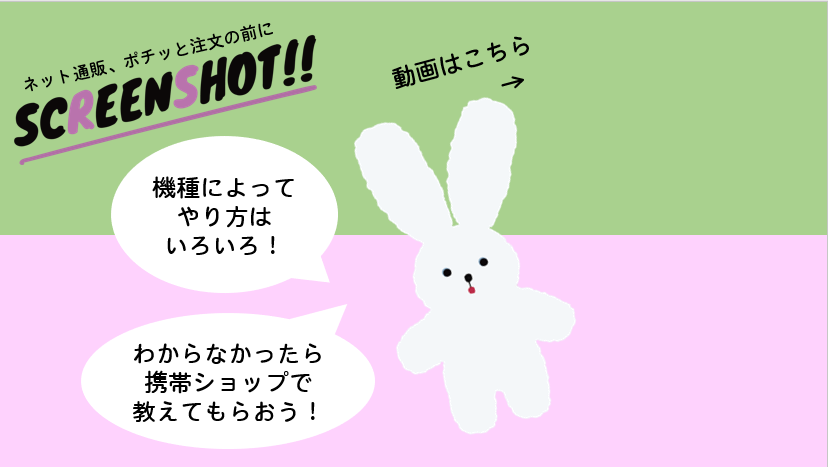 ネット通販、ポチッと注文の前に
SCREENSHOT!!
動画はこちら
→
機種によって
やり方は
いろいろ！
わからなかったら
携帯ショップで
教えてもらおう！